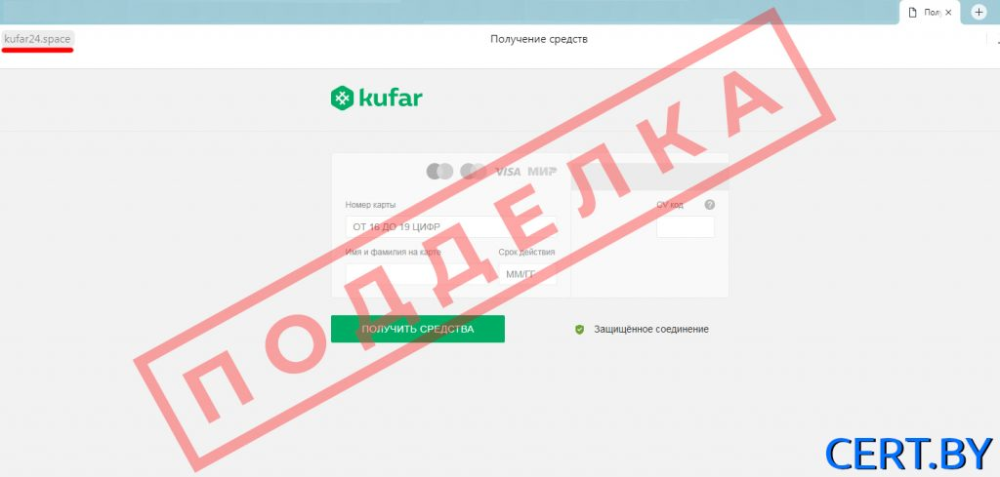 Полу
kufar24.space
Получение средств
kufar
VISA МИР
Номер карты
CV код
?
ОТ 16 ДО 19 ЦИФР
Имя и фамилия на карте
Срок действия
ММ/ГГ
ПОЛУЧИТЬ СРЕДСТВА
Защищённое соединение
ПОДДЕЛКА
CERT.BY